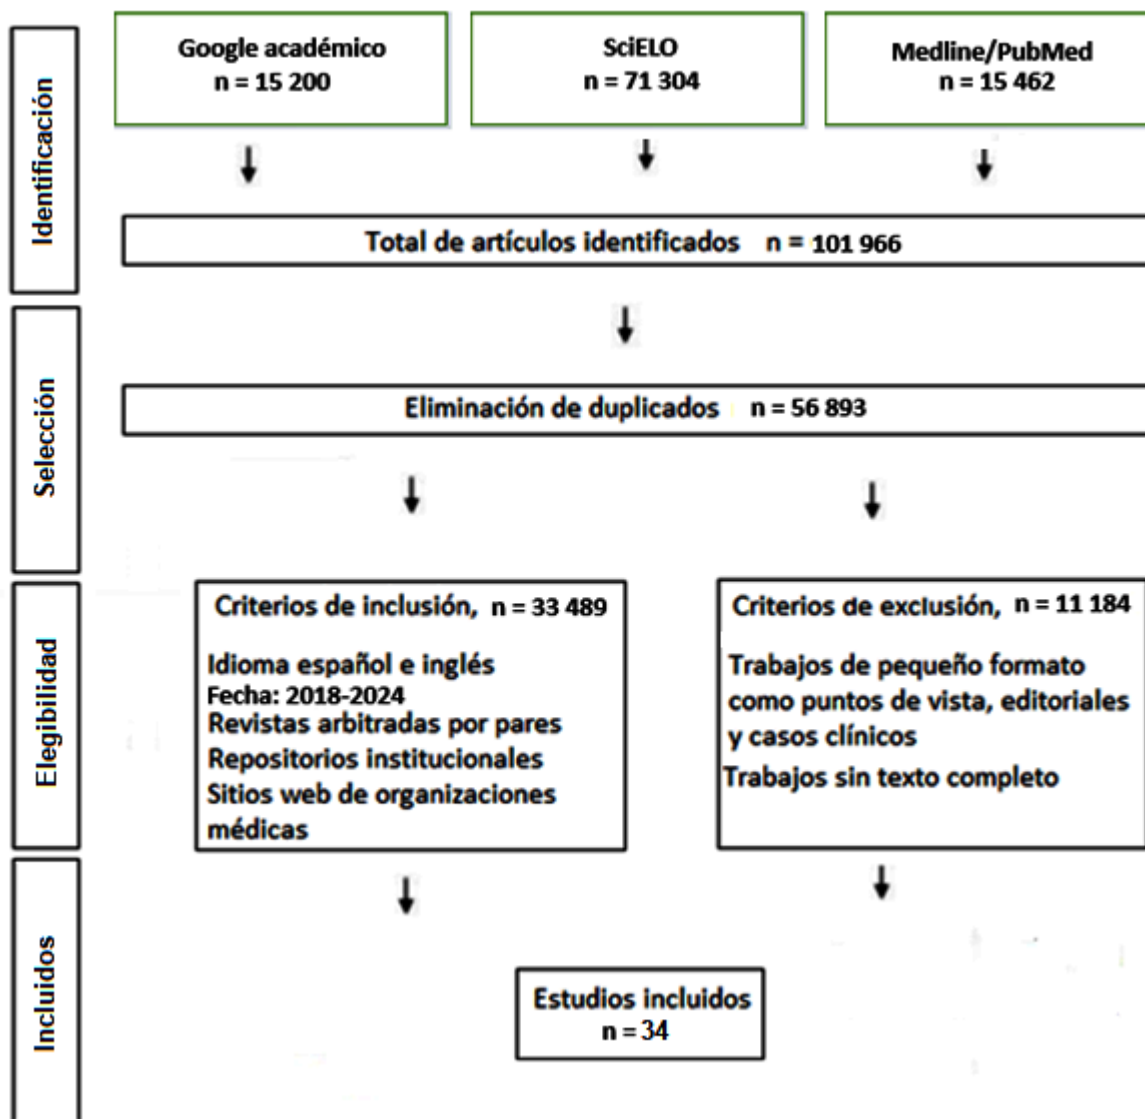 Identificación
Google académico
n = 15 200
SciELO
n = 71 304
Medline/PubMed
n = 15 462
Total de artículos identificados n = 101 966
Selección
Eliminación de duplicados n = 56 893
Elegibilidad
Criterios de inclusión, n = 33 489
Idioma español e inglés
Fecha: 2018-2024
Revistas arbitradas por pares
Repositorios institucionales
Sitios web de organizaciones
médicas
Criterios de exclusión, n = 11 184
Trabajos de pequeño formato
como puntos de vista, editoriales
y casos clínicos
Trabajos sin texto completo
Incluidos
Estudios incluidos
n = 34